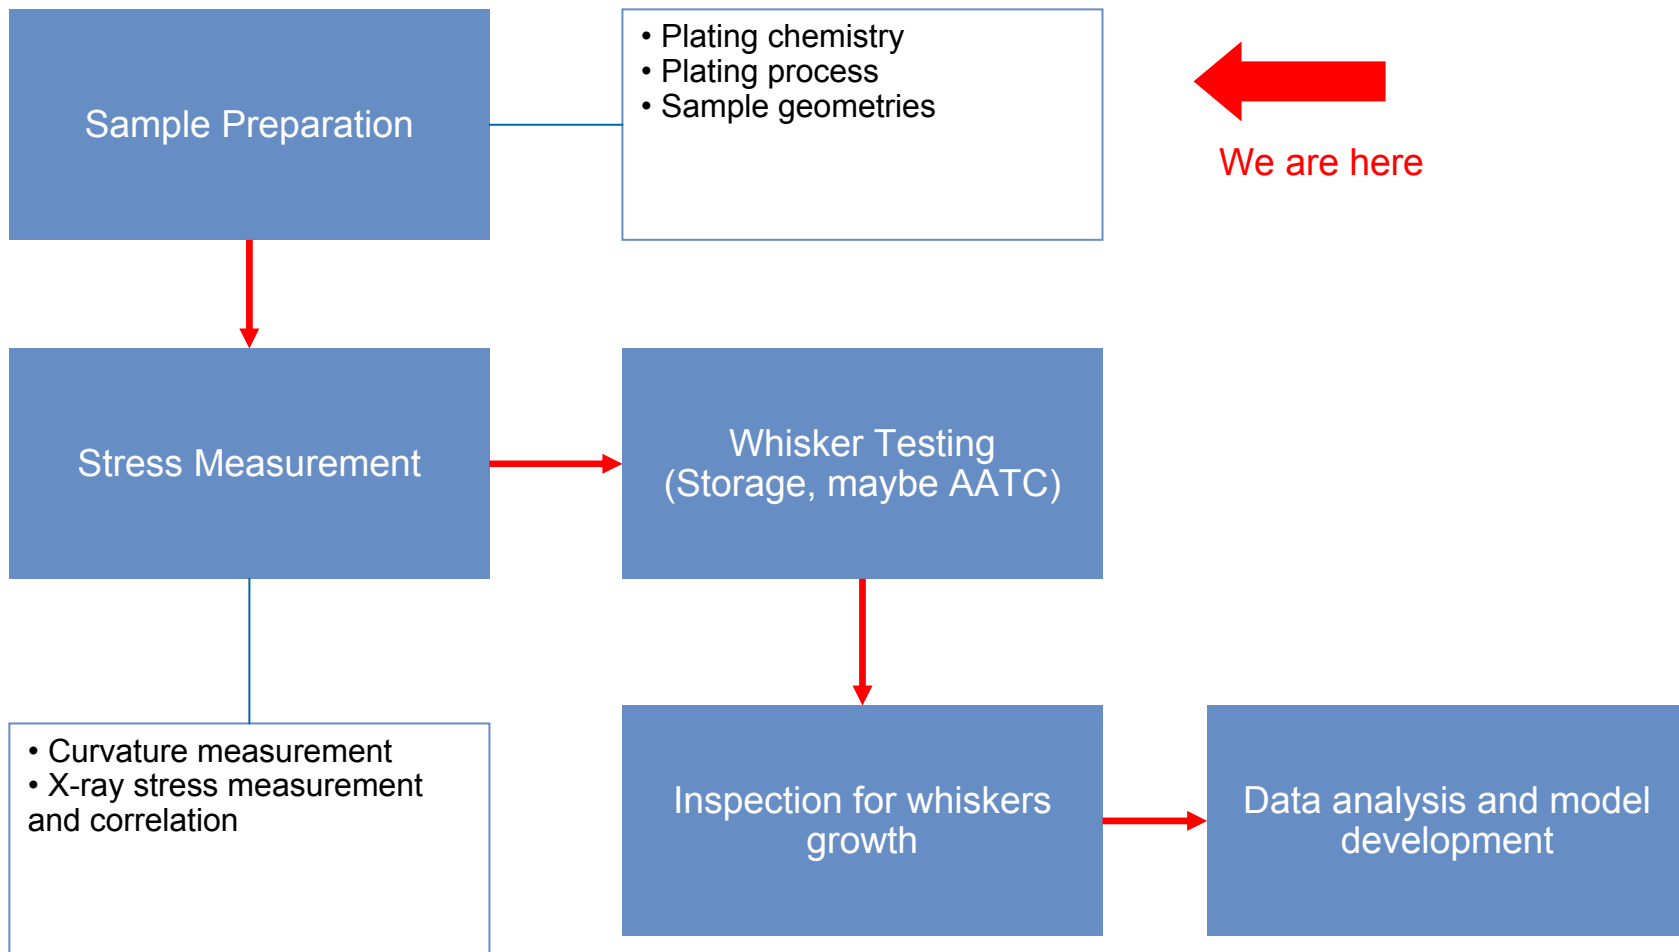 Sample Preparation
• Plating chemistry
• Plating process
• Sample geometries
We are here
Stress Measurement
Whisker Testing
(Storage, maybe AATC)
• Curvature measurement
• X-ray stress measurement
and correlation
Inspection for whiskers
growth
Data analysis and model
development